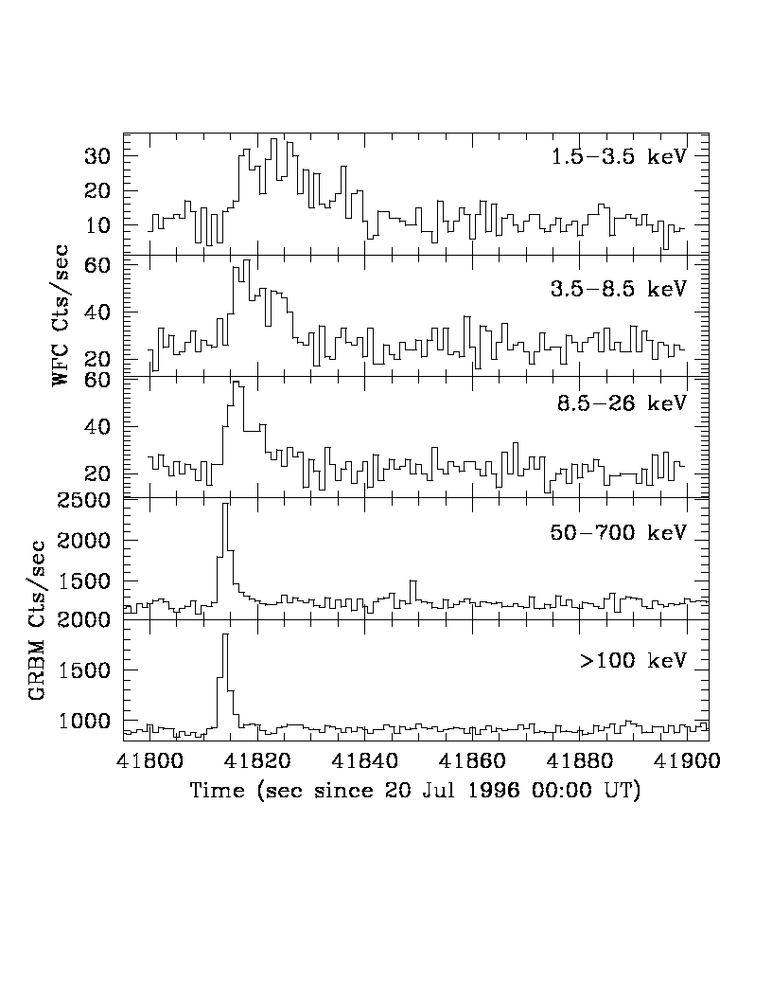 30
20
10
1.5-3.5 keV
60
40
20
3.5-8.5 keV
WFC Cts/sec
60
40
20
8.5-26 keV
2500
2000
1500
50-700 keV
GRBM Cts/sec
2000
1500
1000
>100 keV
41800 41820 41840 41860 41880 41900
Time (sec since 20 Jul 1996 00:00 UT)